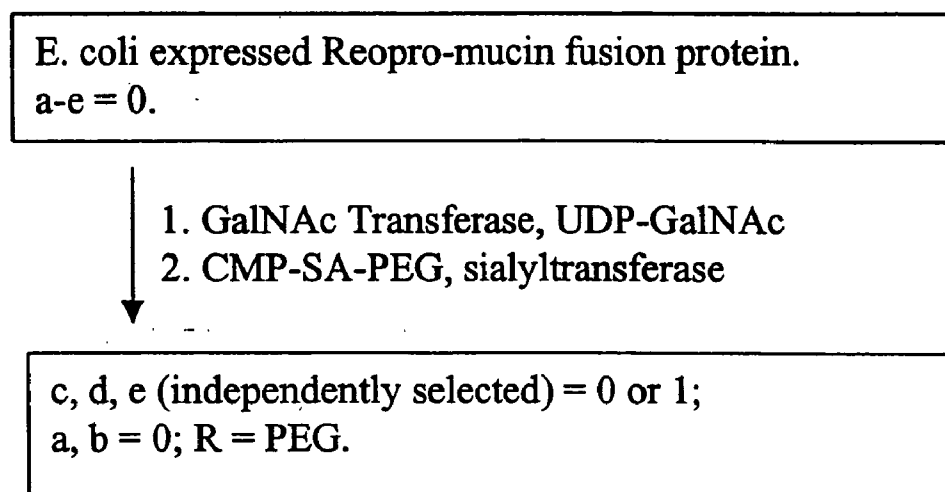 E. coli expressed Reopro-mucin fusion protein.
a-e = 0.
1. GalNAc Transferase, UDP-GalNAc
2. CMP-SA-PEG, sialyltransferase
c, d, e (independently selected) = 0 or 1;
a, b = 0; R = PEG.